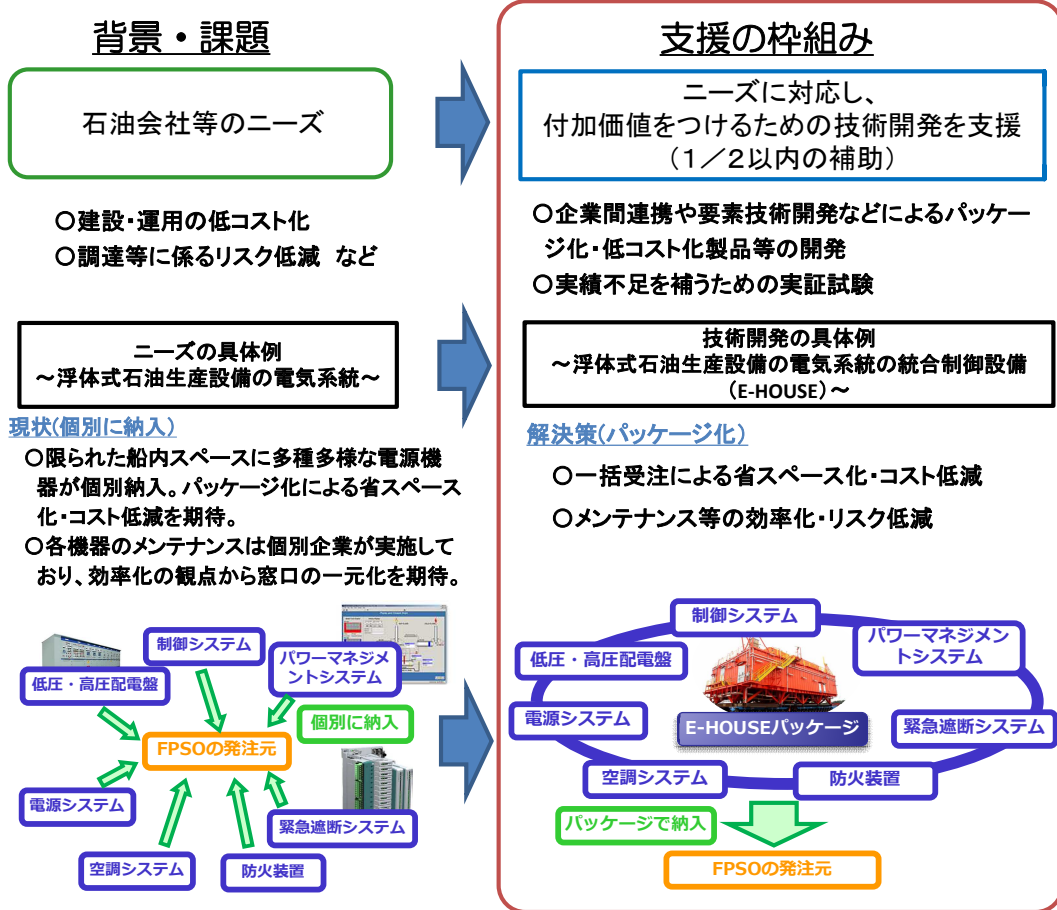 背景・課題
石油会社等のニーズ
○建設・運用の低コスト化
○調達等に係るリスク低減 など
ニーズの具体例
～浮体式石油生産設備の電気系統～
現状(個別に納入)
○限られた船内スペースに多種多様な電源機
器が個別納入。パッケージ化による省スペース
化・コスト低減を期待。
○各機器のメンテナンスは個別企業が実施して
おり、効率化の観点から窓口の一元化を期待。
制御システム
低圧・高圧配電盤
パワーマネジメ
ントシステム
個別に納入
FPSOの発注元
電源システム
緊急遮断システム
空調システム
防火装置
支援の枠組み
ニーズに対応し、
付加価値をつけるための技術開発を支援
（１／２以内の補助）
○企業間連携や要素技術開発などによるパッケー
ジ化・低コスト化製品等の開発
○実績不足を補うための実証試験
技術開発の具体例
～浮体式石油生産設備の電気系統の統合制御設備
（E-HOUSE）～
解決策(パッケージ化)
○一括受注による省スペース化・コスト低減
○メンテナンス等の効率化・リスク低減
制御システム
低圧・高圧配電盤
パワーマネジメン
トシステム
電源システム
E-HOUSEパッケージ
緊急遮断システム
空調システム
防火装置
パッケージで納入
FPSOの発注元